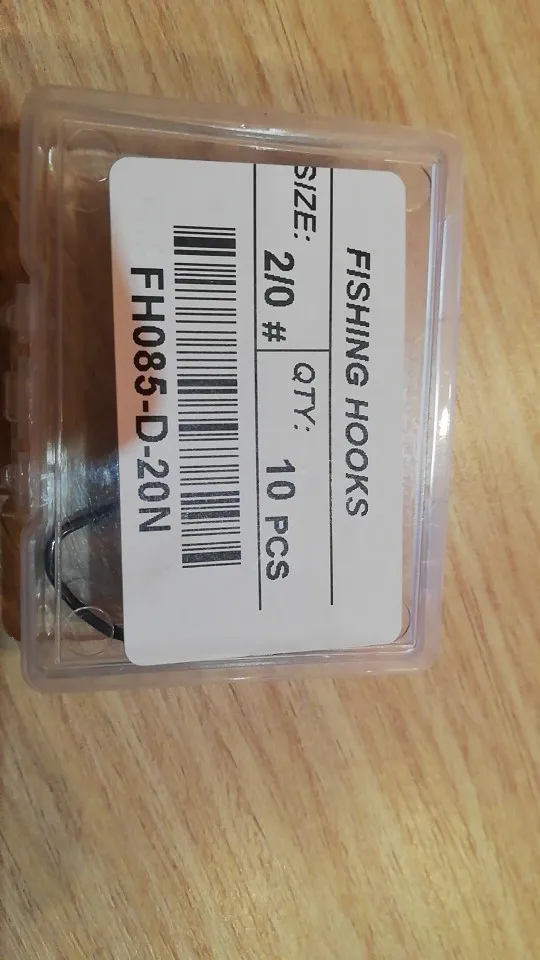 FISHING HOOKS
SIZE: 2/0 # QTY: 10 PCS
FH085-D-20N